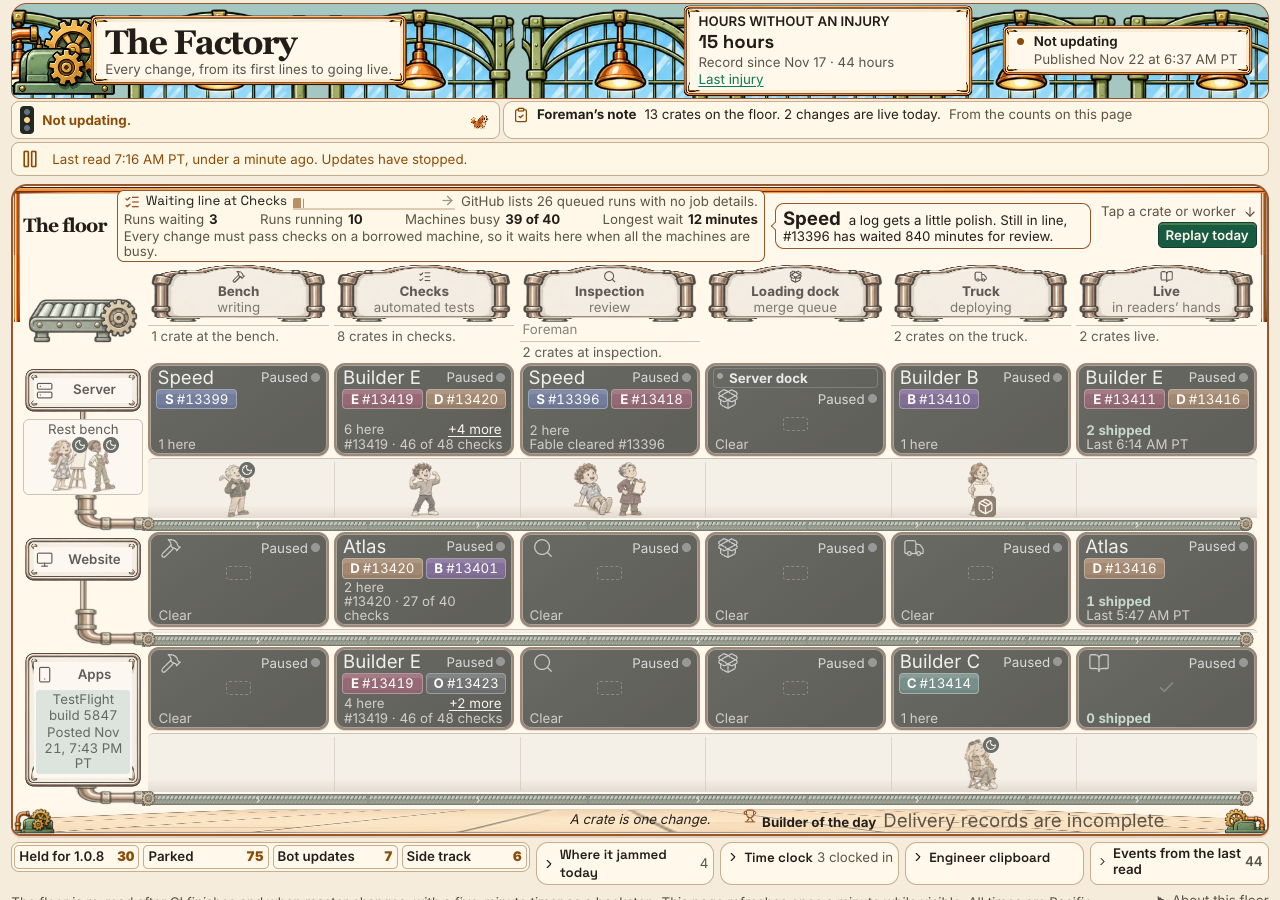 The Factory
Every change, from its first lines to going live.
HOURS WITHOUT AN INJURY
15 hours
Record since Nov 17 · 44 hours
Last injury
Not updating
Published Nov 22 at 6:37 AM PT
Not updating.
Foreman's note 13 crates on the floor. 2 changes are live today. From the counts on this page
Last read 7:16 AM PT, under a minute ago. Updates have stopped.
The floor
Waiting line at Checks → GitHub lists 26 queued runs with no job details.
Runs waiting 3 Runs running 10 Machines busy 39 of 40 Longest wait 12 minutes
Every change must pass checks on a borrowed machine, so it waits here when all the machines are
busy.
Speed a log gets a little polish. Still in line,
#13396 has waited 840 minutes for review.
Tap a crate or worker ↓
Replay today
Bench
writing
Checks
automated tests
Inspection
review
Loading dock
merge queue
Truck
deploying
Live
in readers' hands
1 crate at the bench.
8 crates in checks.
Foreman
2 crates at inspection.
2 crates on the truck.
2 crates live.
Server
Rest bench
Speed Paused
S #13399
1 here
Builder E Paused
E #13419 D #13420
6 here +4 more
#13419 · 46 of 48 checks
Speed Paused
S #13396 E #13418
2 here
Fable cleared #13396
Server dock
Paused
Clear
Builder B Paused
B #13410
1 here
Builder E Paused
E #13411 D #13416
2 shipped
Last 6:14 AM PT
Website
Paused
Clear
Atlas Paused
D #13420 B #13401
2 here
#13420 · 27 of 40
checks
Paused
Clear
Paused
Clear
Paused
Clear
Atlas Paused
D #13416
1 shipped
Last 5:47 AM PT
Apps
TestFlight
build 5847
Posted Nov
21, 7:43 PM
PT
Paused
Clear
Builder E Paused
E #13419 O #13423
4 here +2 more
#13419 · 46 of 48 checks
Paused
Clear
Paused
Clear
Builder C Paused
C #13414
1 here
Paused
0 shipped
A crate is one change.
Builder of the day Delivery records are incomplete
Held for 1.0.8 30
Parked 75
Bot updates 7
Side track 6
Where it jammed
today 4
Time clock 3 clocked in
Engineer clipboard
Events from the last
read 44